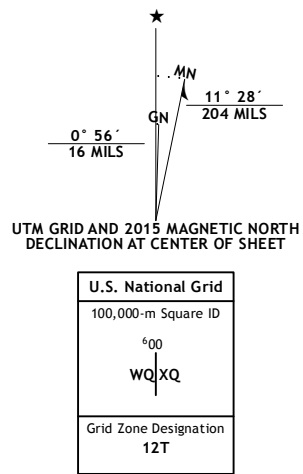 ★
MN
GN
11° 28´
204 MILS
0° 56´
16 MILS
UTM GRID AND 2015 MAGNETIC NORTH
DECLINATION AT CENTER OF SHEET
U.S. National Grid
100,000-m Square ID
⁶00
WQ XQ
Grid Zone Designation
12T